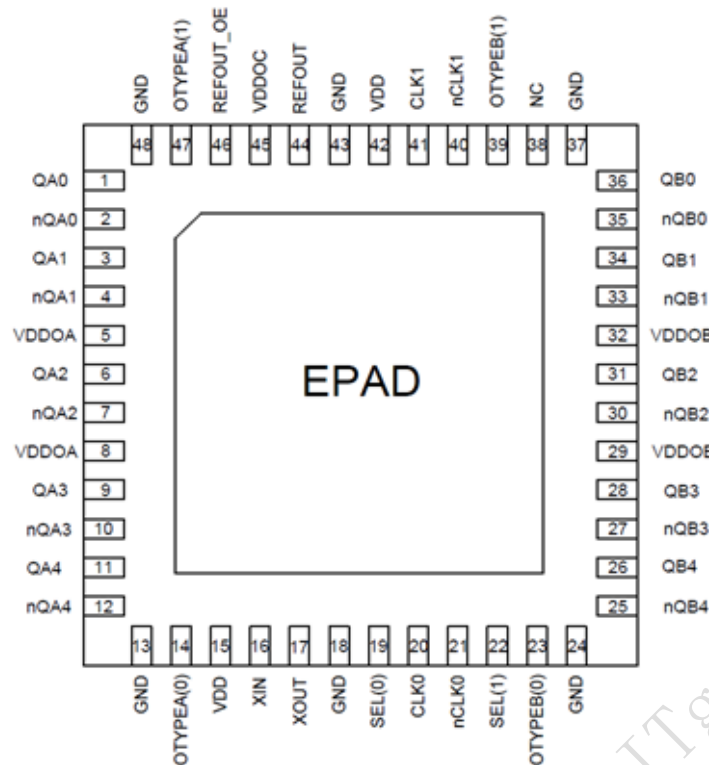 GND OTYPEA(1) REFOUT_OE VDDOC REFOUT GND VDD CLK1 nCLK1 OTYPEB(1) NC GND
48 47 46 45 44 43 42 41 40 39 38 37
QA0 1 36 QB0
nQA0 2 35 nQB0
QA1 3 34 QB1
nQA1 4 33 nQB1
VDDOA 5 32 VDDOB
QA2 6 31 QB2
EPAD
nQA2 7 30 nQB2
VDDOA 8 29 VDDOB
QA3 9 28 QB3
nQA3 10 27 nQB3
QA4 11 26 QB4
nQA4 12 25 nQB4
13 14 15 16 17 18 19 20 21 22 23 24
GND OTYPEA(0) VDD XIN XOUT GND SEL(0) CLK0 nCLK0 SEL(1) OTYPEB(0) GND